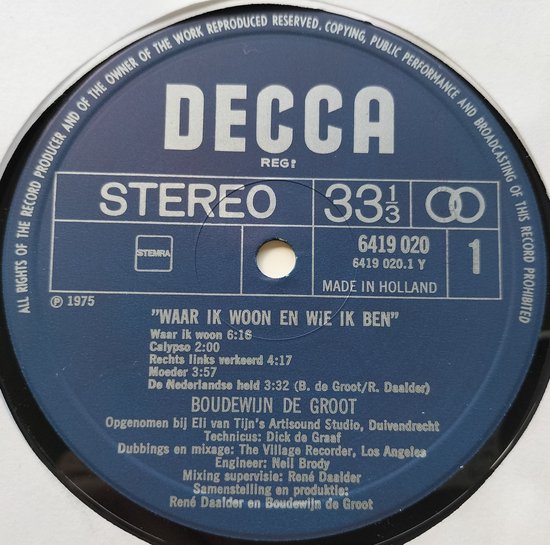 ALL RIGHTS OF THE RECORD PRODUCER AND OF THE OWNER OF THE WORK REPRODUCED RESERVED. COPYING, PUBLIC PERFORMANCE AND BROADCASTING OF THIS RECORD PROHIBITED
DECCA
REG!
STEREO 33 1/3
STEMRA
6419 020
6419 020.1 Y
1
MADE IN HOLLAND
Ⓟ 1975
"WAAR IK WOON EN WIE IK BEN"
Waar ik woon 6:16
Calypso 2:00
Rechts links verkeerd 4:17
Moeder 3:57
De Nederlandse held 3:32 (B. de Groot/R. Daalder)
BOUDEWIJN DE GROOT
Opgenomen bij Eli van Tijn's Artisound Studio, Duivendrecht
Technicus: Dick de Graaf
Dubbings en mixage: The Village Recorder, Los Angeles
Engineer: Neil Brody
Mixing supervisie: René Daalder
Samenstelling en produktie:
René Daalder en Boudewijn de Groot